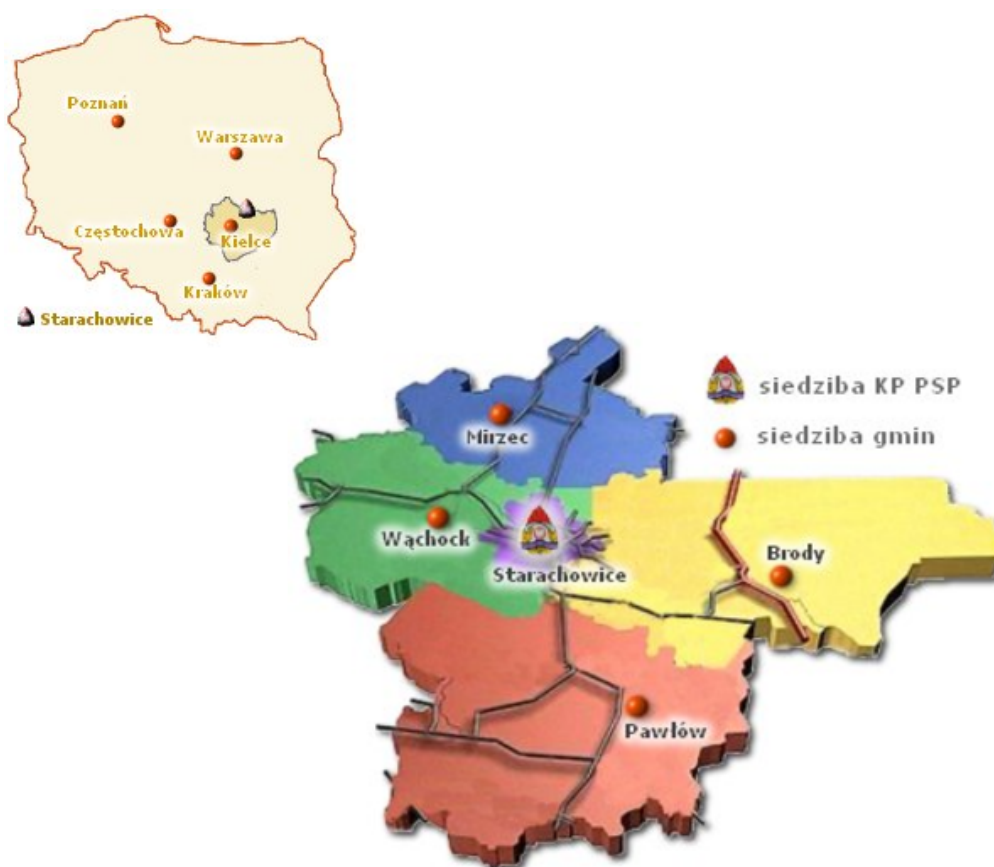 Poznań
Warszawa
Częstochowa
Kielce
Kraków
Starachowice
siedziba KP PSP
siedziba gmin
Mirzec
Wąchock
Starachowice
Brody
Pawłów